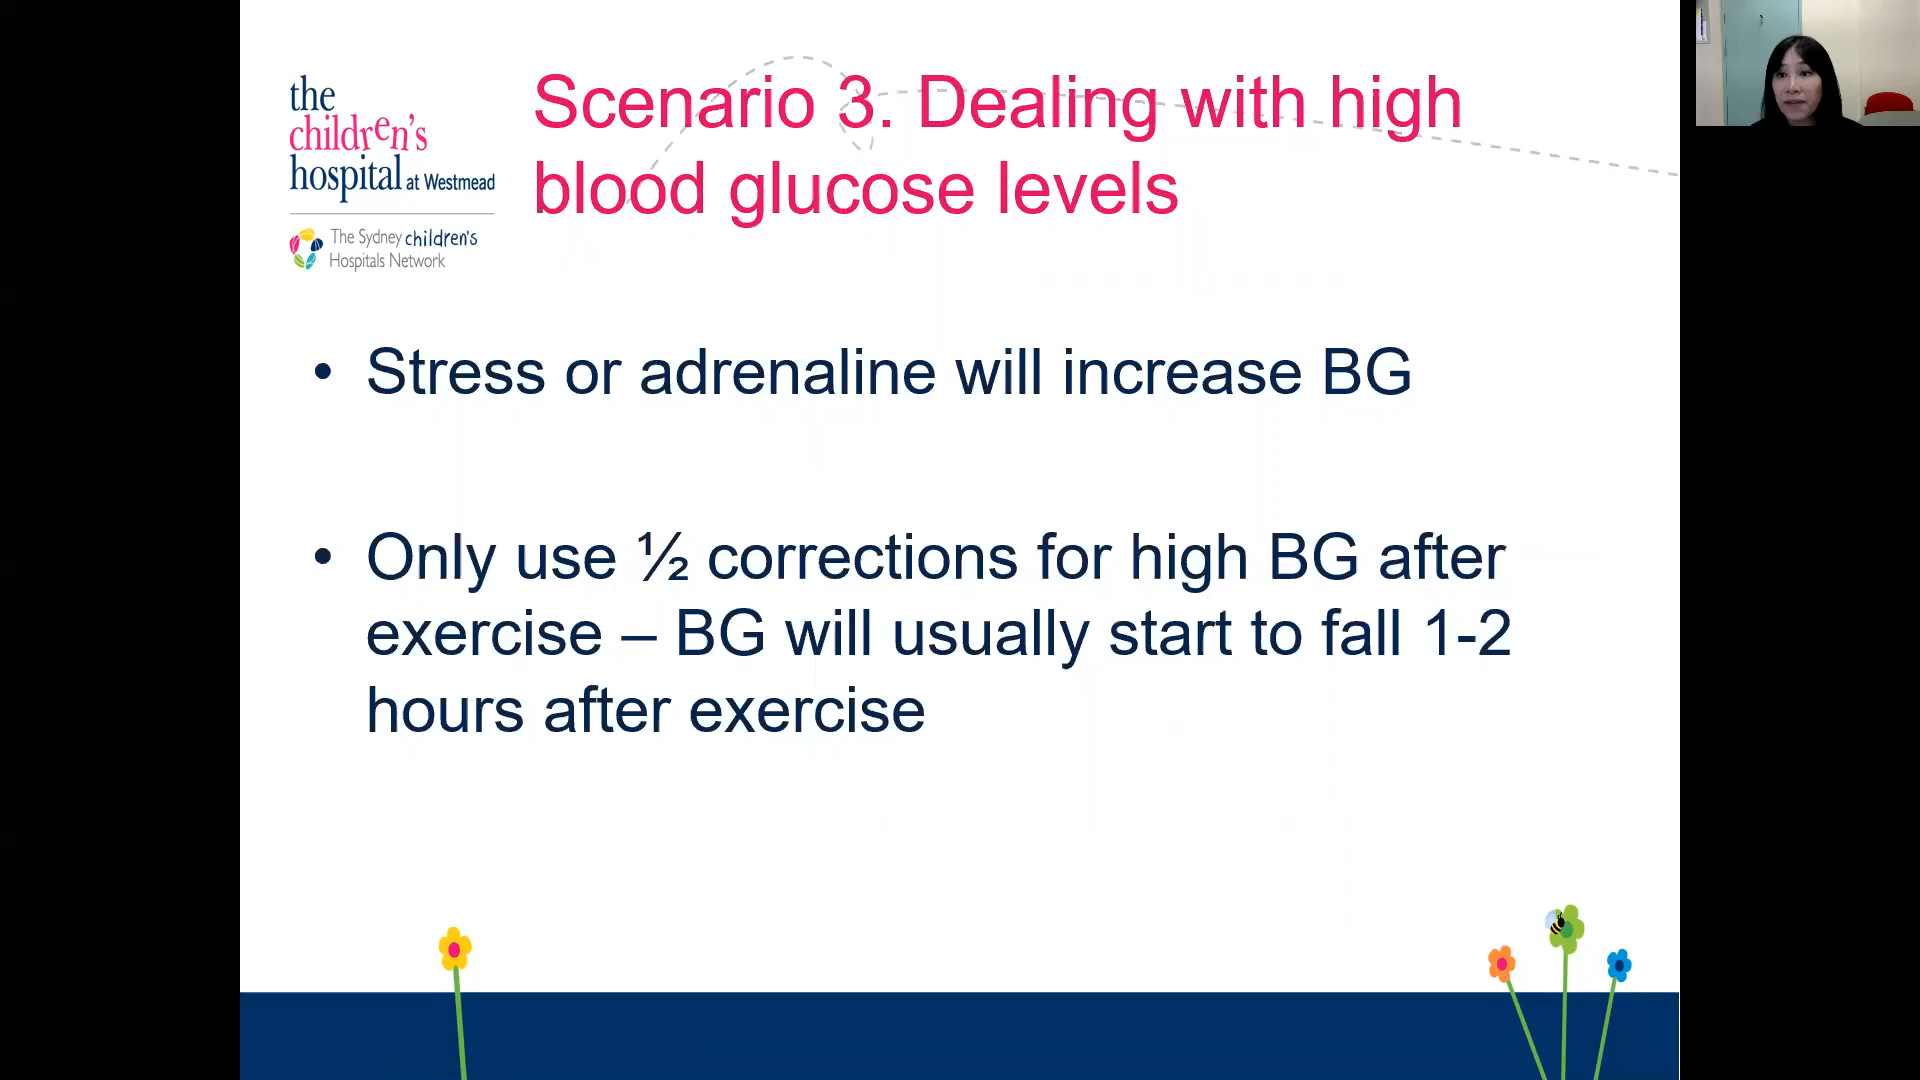 the
children's
hospital at Westmead
The Sydney children's
Hospitals Network
Scenario 3. Dealing with high
blood glucose levels
• Stress or adrenaline will increase BG
• Only use ½ corrections for high BG after
exercise – BG will usually start to fall 1-2
hours after exercise